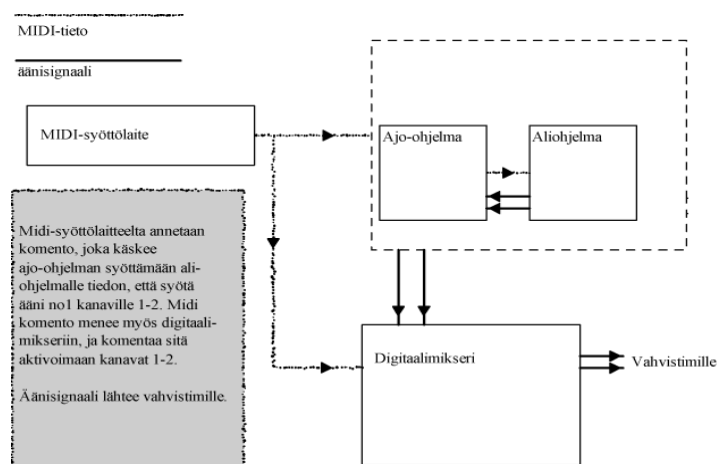 MIDI-tieto
äänisignaali
MIDI-syöttölaite
Ajo-ohjelma
Aliohjelma
Midi-syöttölaitteelta annetaan
komento, joka käskee
ajo-ohjelman syöttämään ali-
ohjelmalle tiedon, että syötä
ääni no1 kanaville 1-2. Midi
komento menee myös digitaali-
mikseriin, ja komentaa sitä
aktivoimaan kanavat 1-2.
Äänisignaali lähtee vahvistimille.
Digitaalimikseri
Vahvistimille